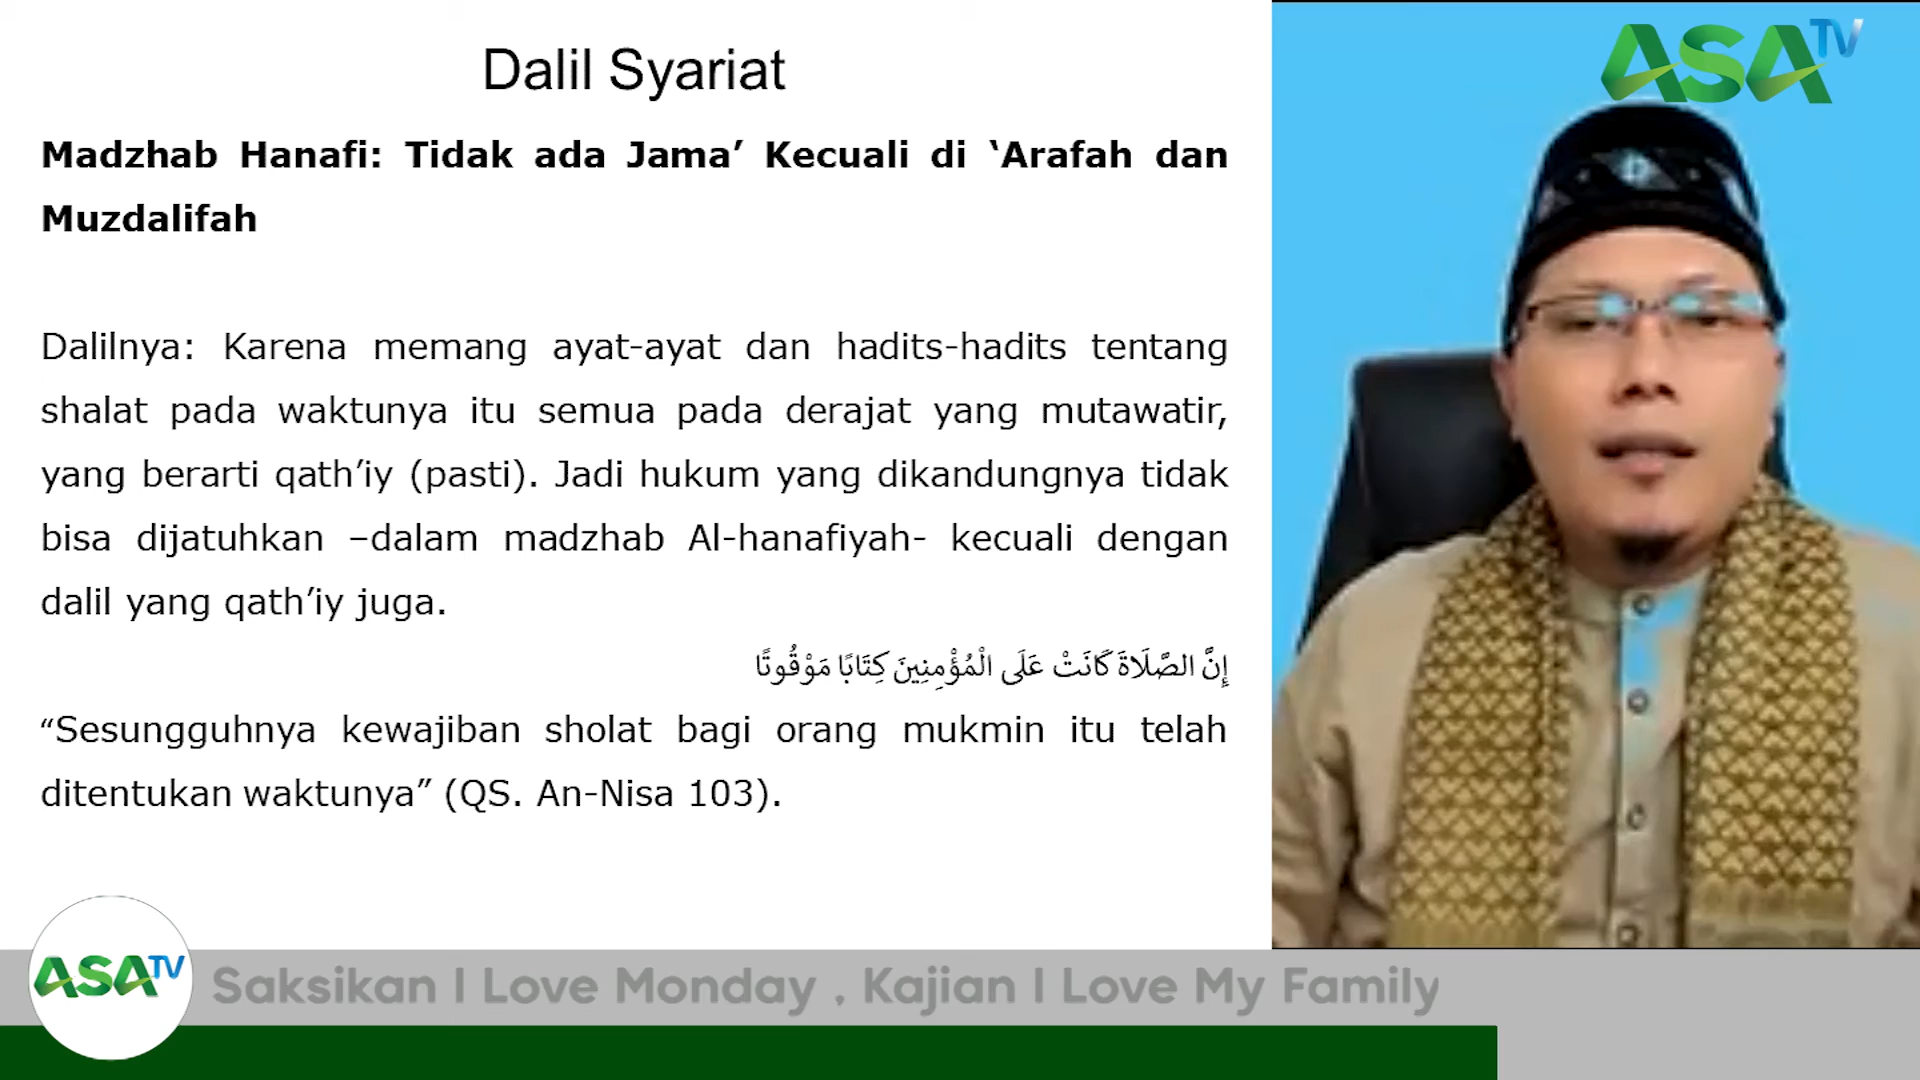 Dalil Syariat
Madzhab Hanafi: Tidak ada Jama’ Kecuali di ‘Arafah dan
Muzdalifah
Dalilnya: Karena memang ayat-ayat dan hadits-hadits tentang
shalat pada waktunya itu semua pada derajat yang mutawatir,
yang berarti qath’iy (pasti). Jadi hukum yang dikandungnya tidak
bisa dijatuhkan –dalam madzhab Al-hanafiyah- kecuali dengan
dalil yang qath’iy juga.
إِنَّ الصَّلَاةَ كَانَتْ عَلَى الْمُؤْمِنِينَ كِتَابًا مَوْقُوتًا
“Sesungguhnya kewajiban sholat bagi orang mukmin itu telah
ditentukan waktunya” (QS. An-Nisa 103).
ASA TV
ASA TV
Saksikan I Love Monday , Kajian I Love My Family